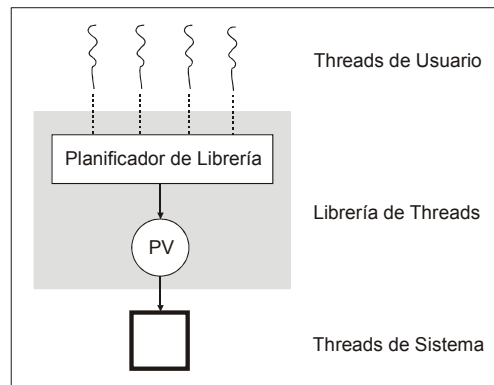 Threads de Usuario
Planificador de Librería
Librería de Threads
PV
Threads de Sistema